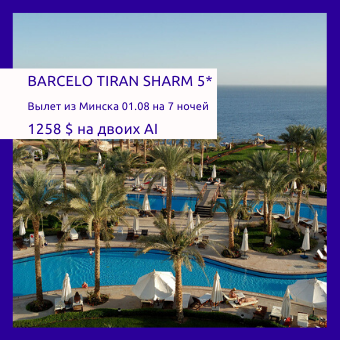 BARCELO TIRAN SHARM 5*
Вылет из Минска 01.08 на 7 ночей
1258 $ на двоих AI